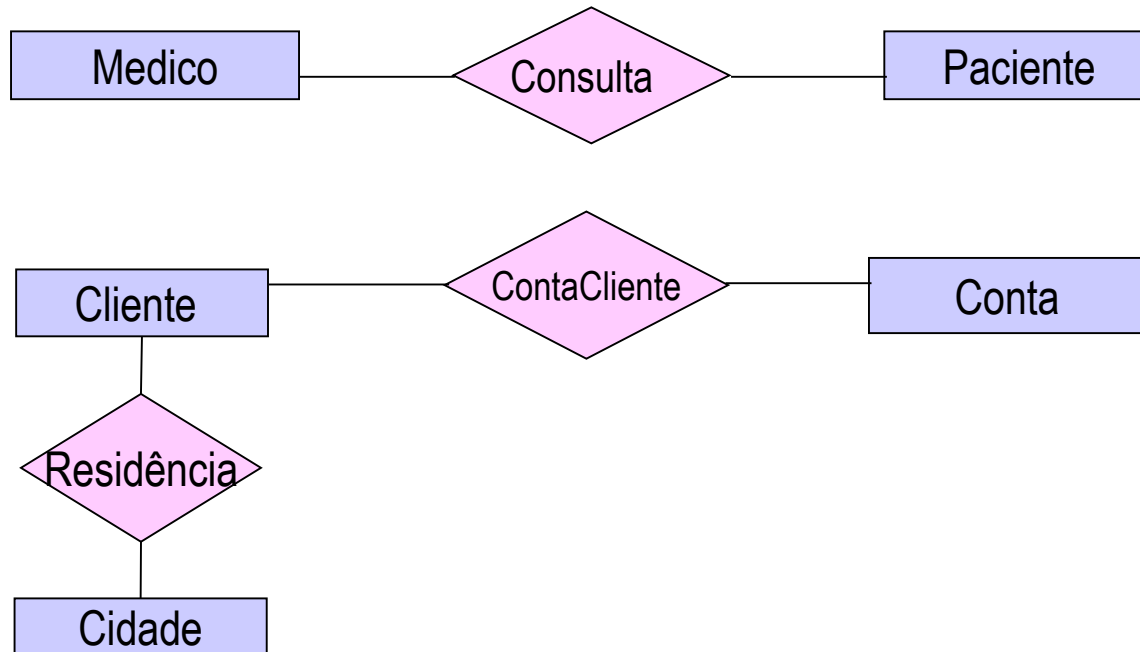 Medico
Consulta
Paciente
Cliente
ContaCliente
Conta
Residência
Cidade